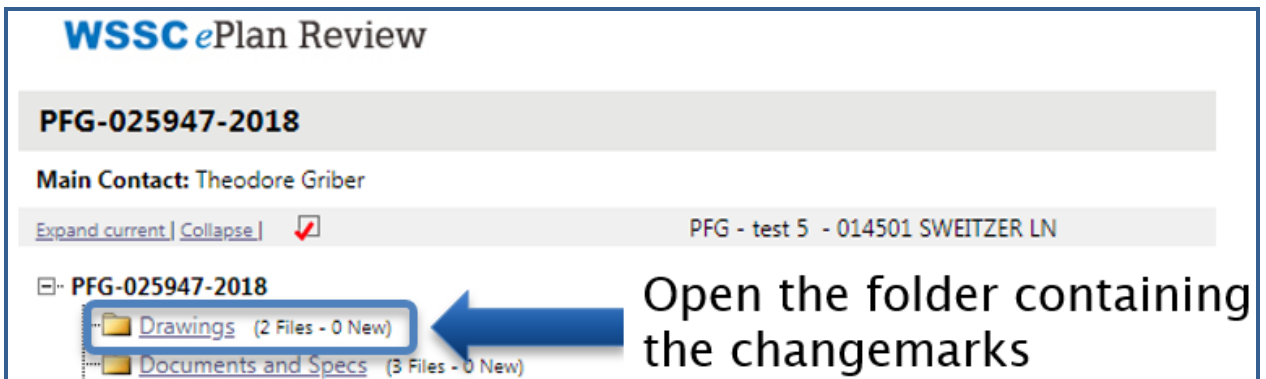 WSSC ePlan Review
PFG-025947-2018
Main Contact: Theodore Griber
Expand current | Collapse | PFG - test 5 - 014501 SWEITZER LN
PFG-025947-2018
Drawings (2 Files - 0 New)
Documents and Specs (3 Files - 0 New)
Open the folder containing
the changemarks